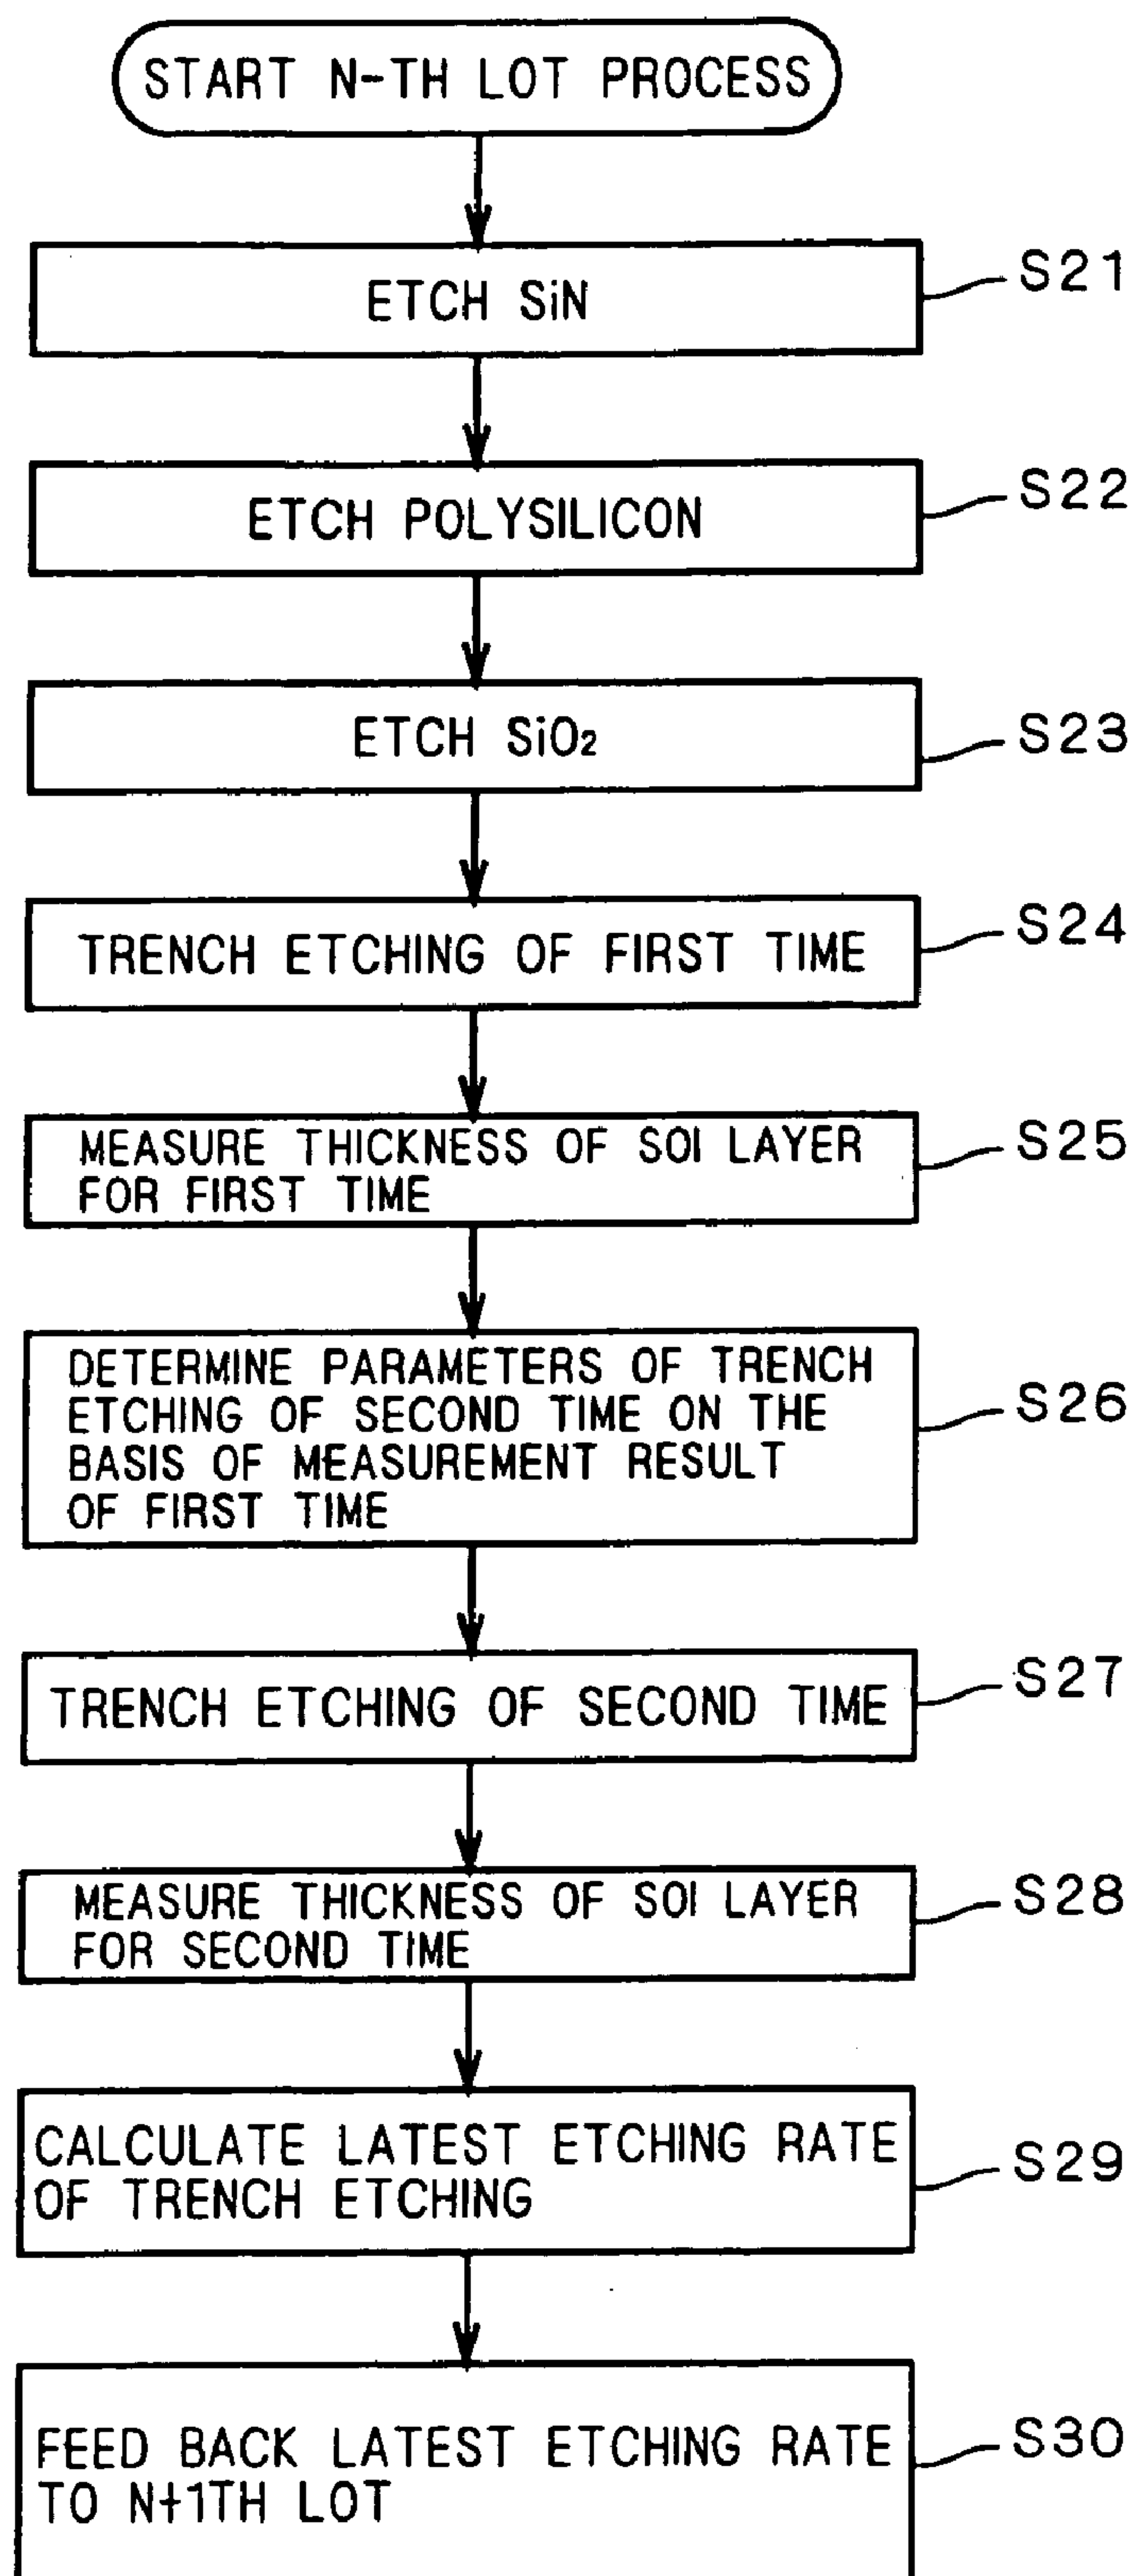 START N-TH LOT PROCESS
ETCH SiN
S21
ETCH POLYSILICON
S22
ETCH SiO₂
S23
TRENCH ETCHING OF FIRST TIME
S24
MEASURE THICKNESS OF SOI LAYER
FOR FIRST TIME
S25
DETERMINE PARAMETERS OF TRENCH
ETCHING OF SECOND TIME ON THE
BASIS OF MEASUREMENT RESULT
OF FIRST TIME
S26
TRENCH ETCHING OF SECOND TIME
S27
MEASURE THICKNESS OF SOI LAYER
FOR SECOND TIME
S28
CALCULATE LATEST ETCHING RATE
OF TRENCH ETCHING
S29
FEED BACK LATEST ETCHING RATE
TO N+1TH LOT
S30